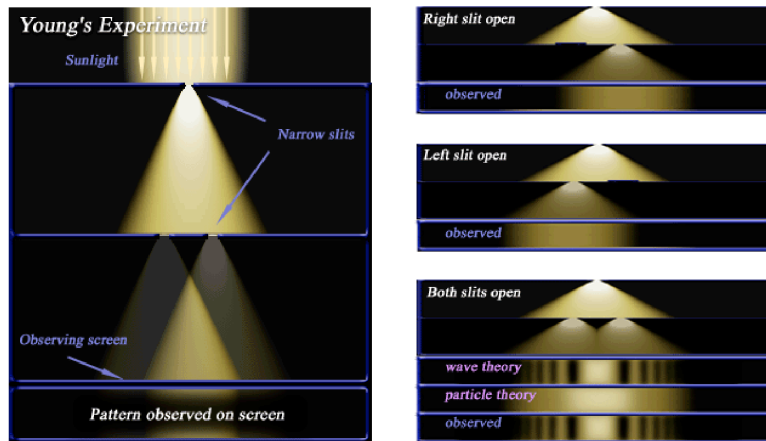 Young's Experiment
Sunlight
Narrow slits
Observing screen
Pattern observed on screen
Right slit open
observed
Left slit open
observed
Both slits open
wave theory
particle theory
observed